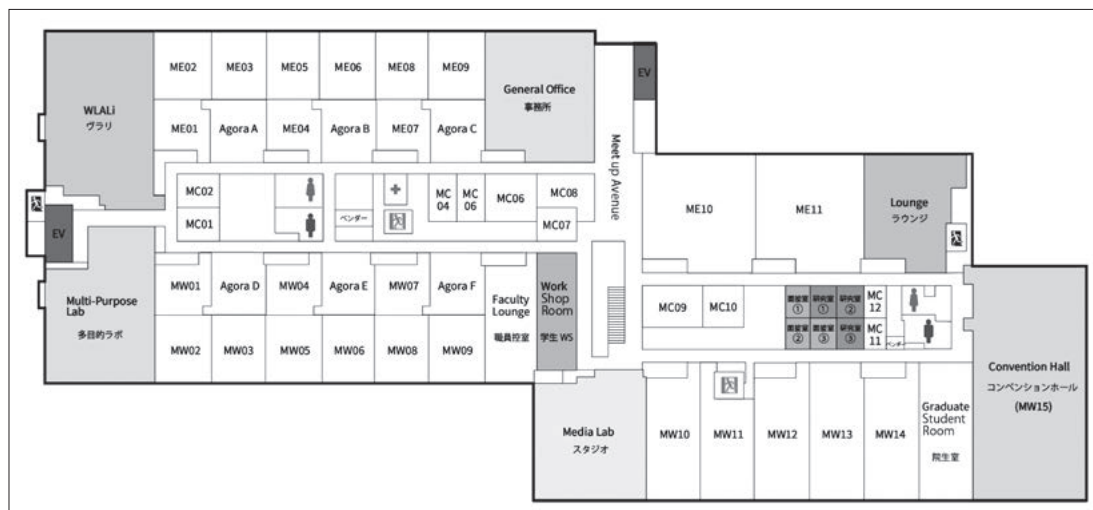 ME02
ME03
ME05
ME06
ME08
ME09
General Office
事務所
EV
WLALi
ヴラリ
ME01
Agora A
ME04
Agora B
ME07
Agora C
Meet up Avenue
MC02
MC01
ベンダー
MC
04
MC
06
MC06
MC08
MC07
ME10
ME11
Lounge
ラウンジ
EV
Multi-Purpose
Lab
多目的ラボ
MW01
Agora D
MW04
Agora E
MW07
Agora F
Faculty
Lounge
職員控室
Work
Shop
Room
学生 WS
MW02
MW03
MW05
MW06
MW08
MW09
MC09
MC10
①
研究室
①
研究室
②
MC
12
②
③
研究室
③
MC
11
ベンダー
Convention Hall
コンベンションホール
(MW15)
Media Lab
スタジオ
MW10
MW11
MW12
MW13
MW14
Graduate
Student
Room
院生室